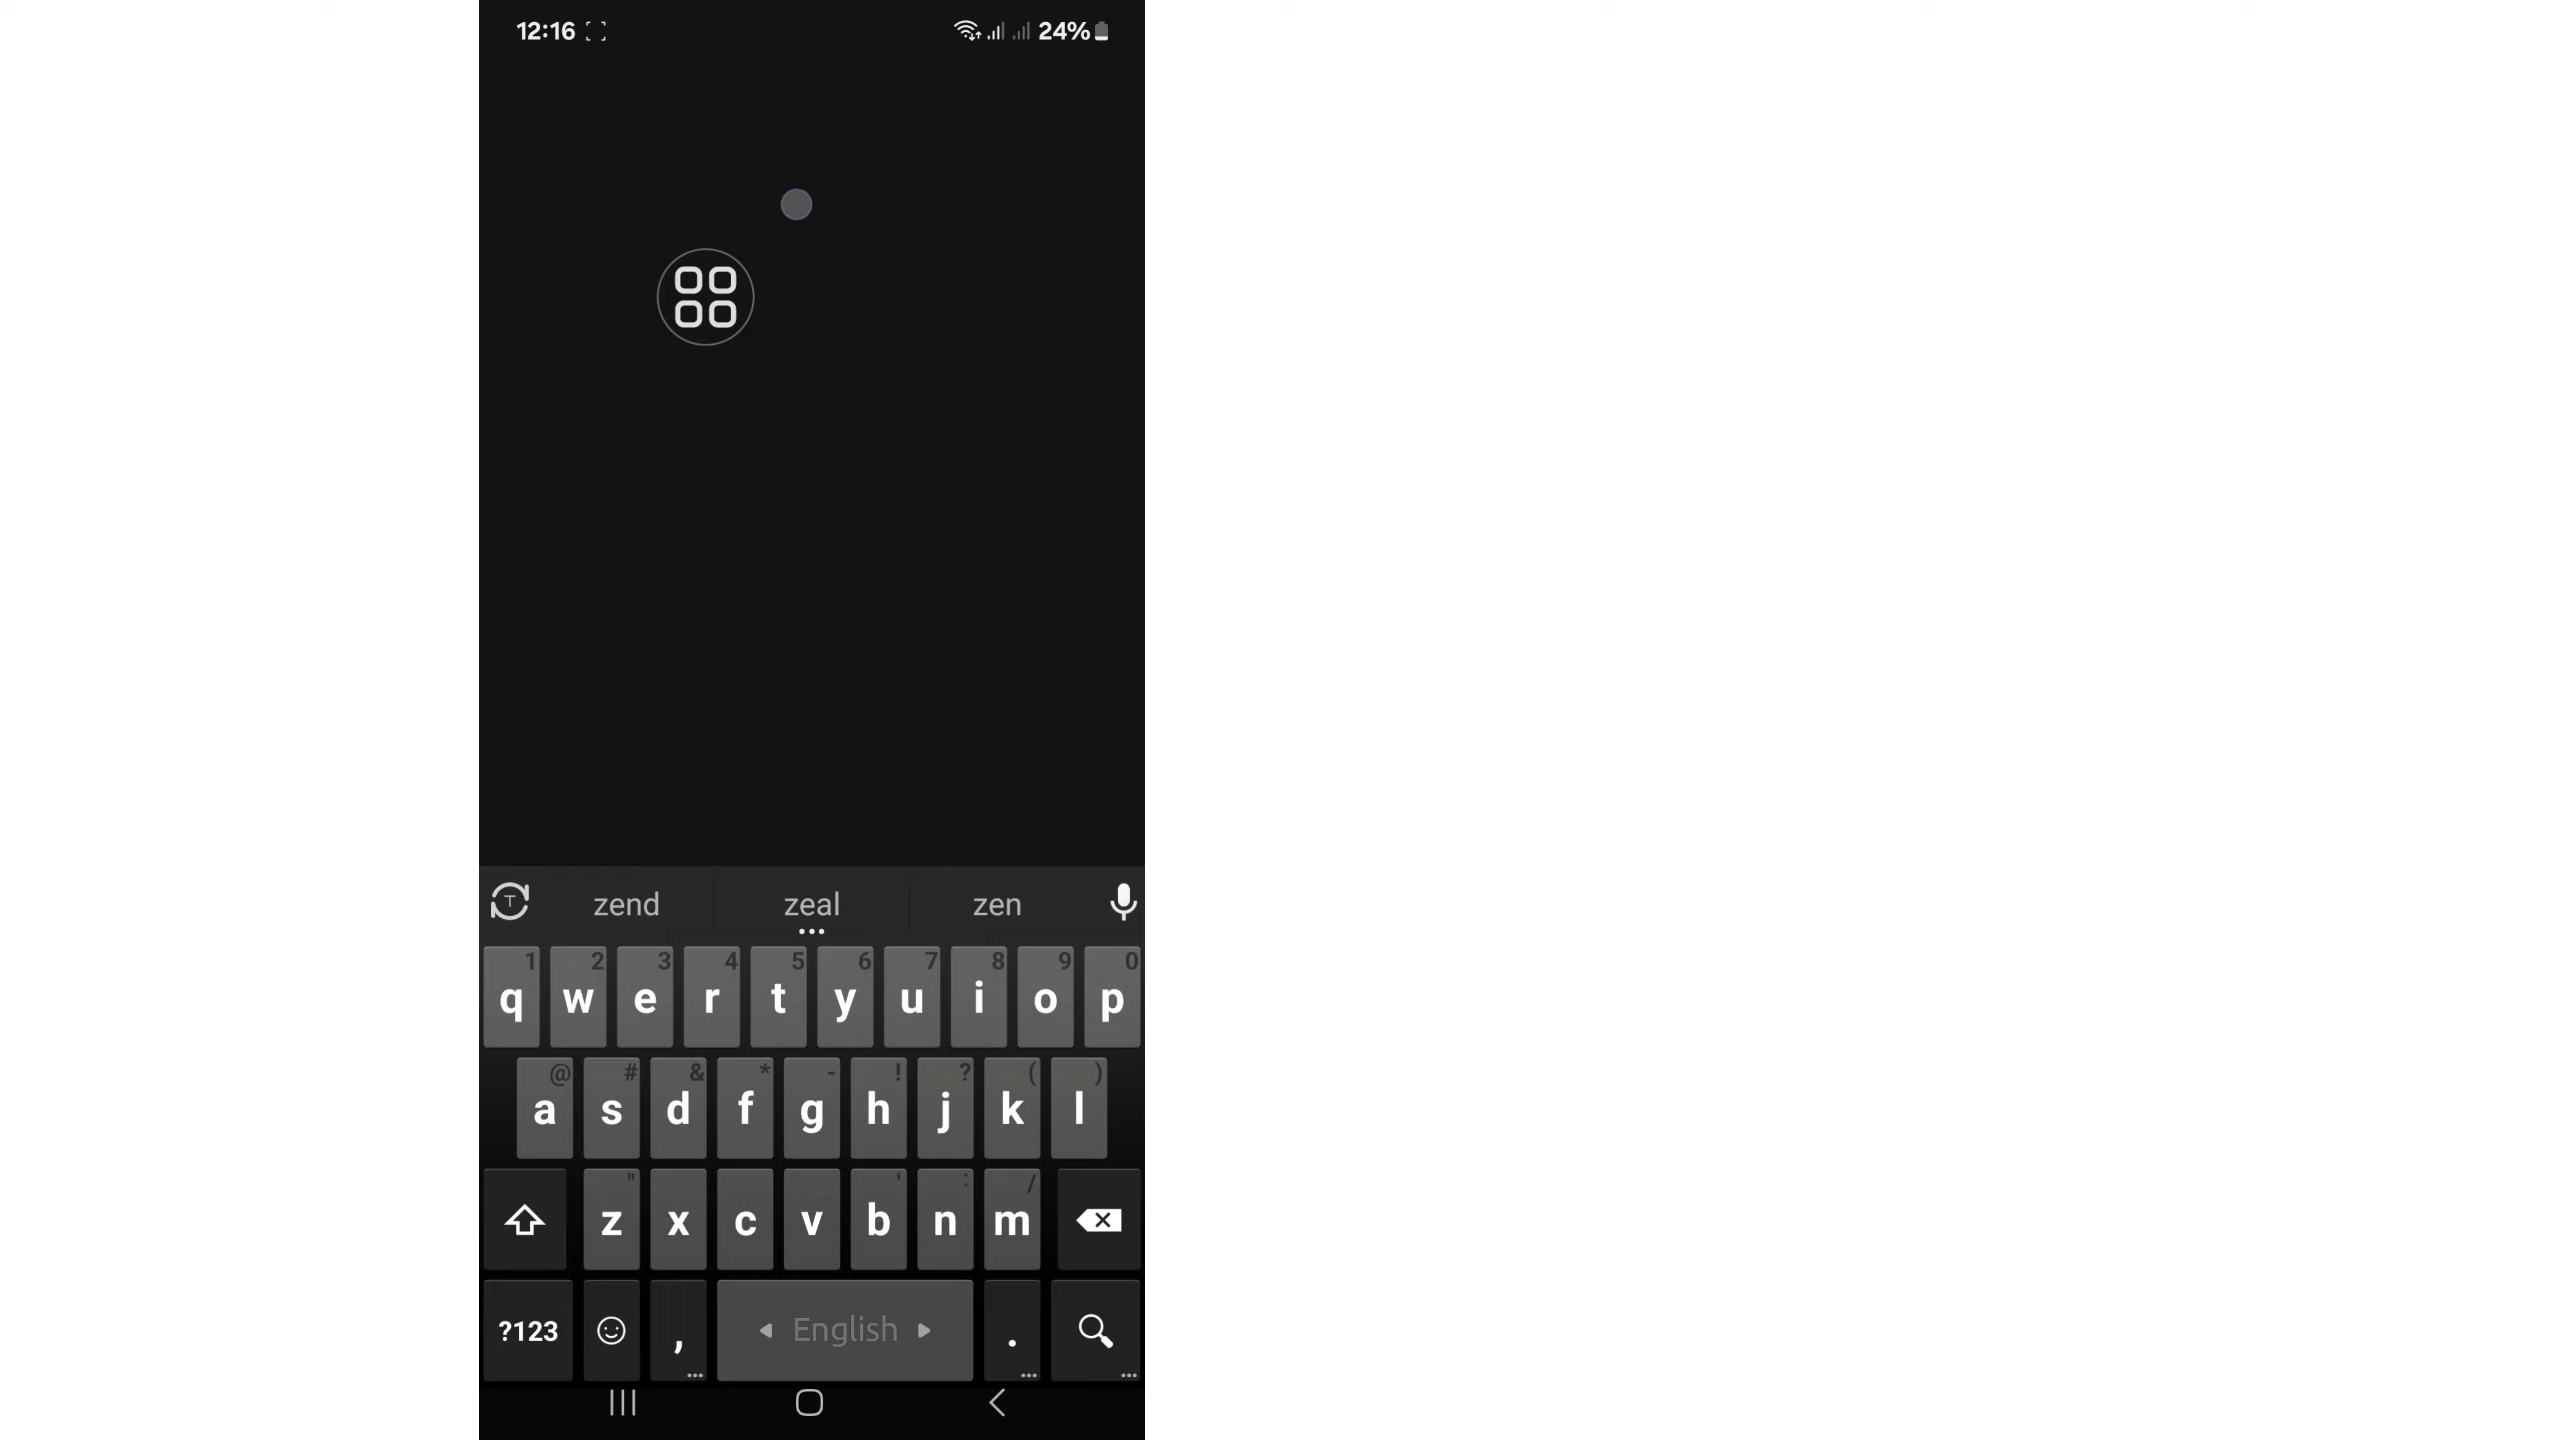 12:16 24%
zend zeal zen
1 2 3 4 5 6 7 8 9 0
q w e r t y u i o p
@ # & * - ! ? ( )
a s d f g h j k l
" ' : /
z x c v b n m
?123 , English .